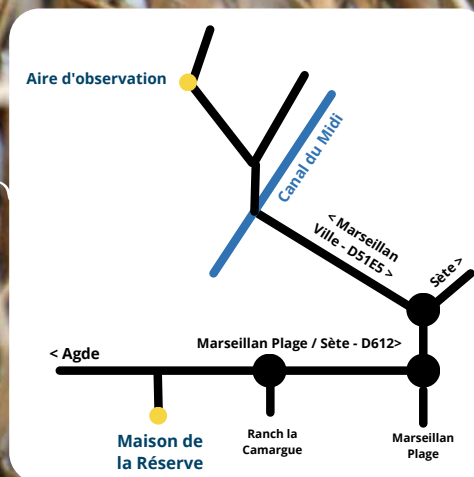 Aire d'observation
Canal du Midi
< Marseillan
Ville - D51E5 >
Sète >
Marseillan Plage / Sète - D612>
< Agde
Maison de
la Réserve
Ranch la
Camargue
Marseillan
Plage